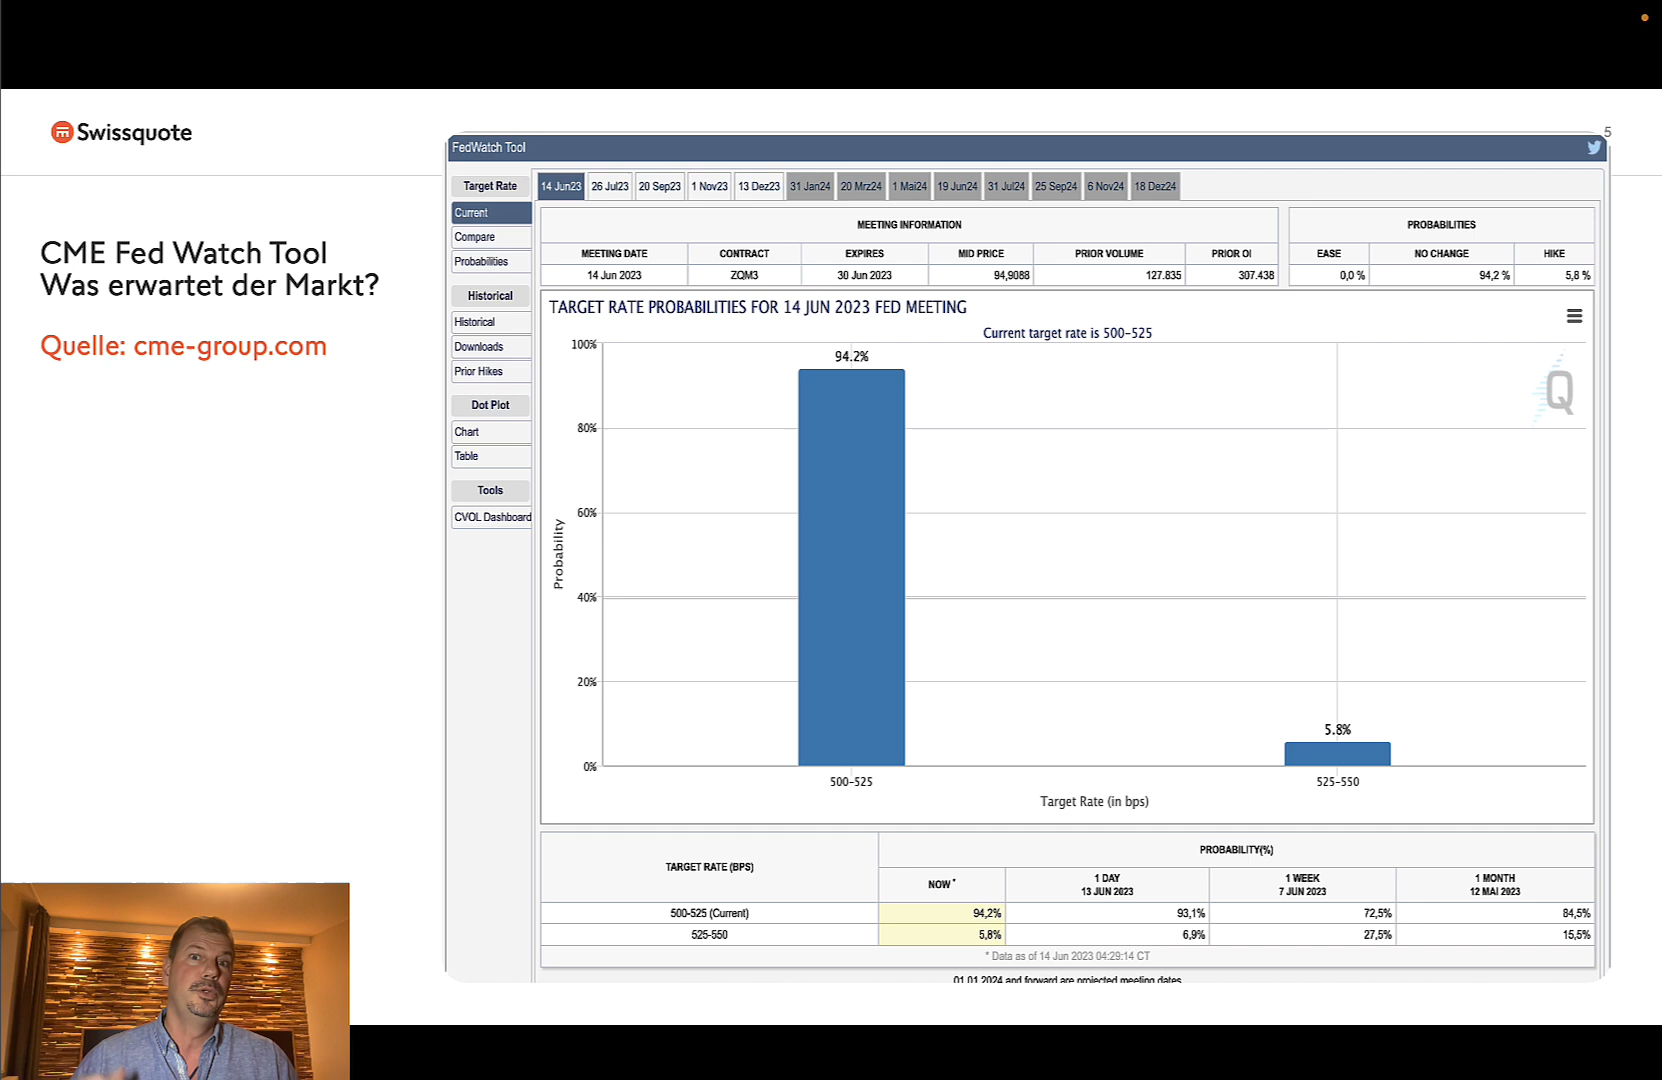 Swissquote
5
CME Fed Watch Tool
Was erwartet der Markt?
Quelle: cme-group.com
FedWatch Tool
Target Rate
Current
Compare
Probabilities
Historical
Historical
Downloads
Prior Hikes
Dot Plot
Chart
Table
Tools
CVOL Dashboard
14 Jun23 26 Jul23 20 Sep23 1 Nov23 13 Dez23 31 Jan24 20 Mrz24 1 Mai24 19 Jun24 31 Jul24 25 Sep24 6 Nov24 18 Dez24
MEETING INFORMATION
MEETING DATE CONTRACT EXPIRES MID PRICE PRIOR VOLUME PRIOR OI
14 Jun 2023 ZQM3 30 Jun 2023 94,9088 127.835 307.438
PROBABILITIES
EASE NO CHANGE HIKE
0,0 % 94,2 % 5,8 %
TARGET RATE PROBABILITIES FOR 14 JUN 2023 FED MEETING
Current target rate is 500-525
Probability
100%
80%
60%
40%
20%
0%
94.2%
5.8%
500-525 525-550
Target Rate (in bps)
Q
TARGET RATE (BPS) PROBABILITY(%)
NOW * 1 DAY 13 JUN 2023 1 WEEK 7 JUN 2023 1 MONTH 12 MAI 2023
500-525 (Current) 94,2% 93,1% 72,5% 84,5%
525-550 5,8% 6,9% 27,5% 15,5%
* Data as of 14 Jun 2023 04:29:14 CT
01.01.2024 and forward are projected meeting dates